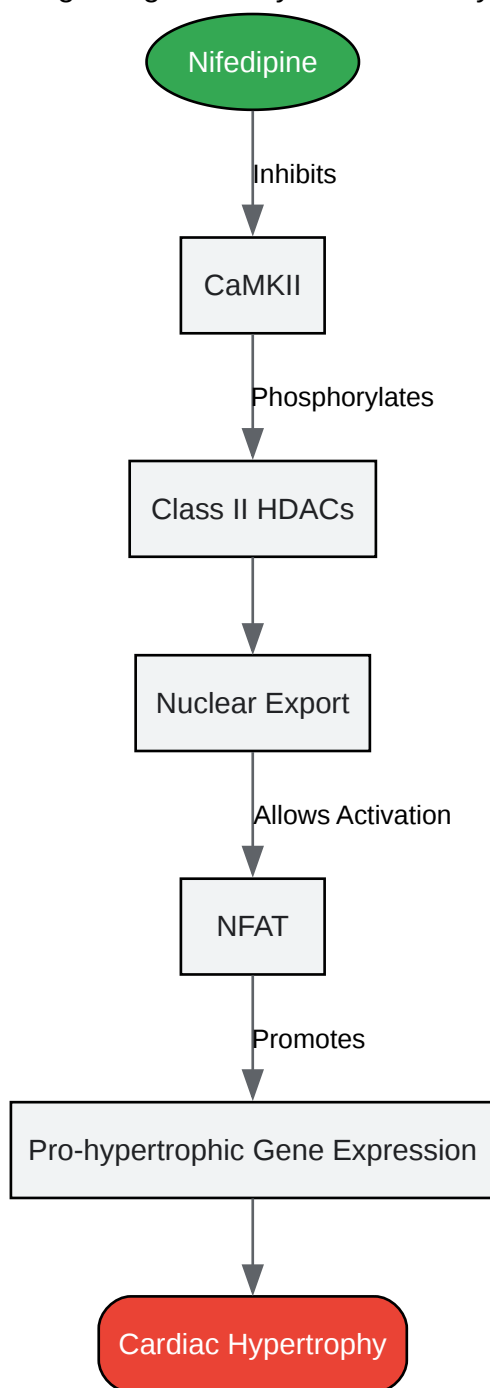 Nifedipine
Inhibits
CaMKII
Phosphorylates
Class II HDACs
Nuclear Export
Allows Activation
NFAT
Promotes
Pro-hypertrophic Gene Expression
Cardiac Hypertrophy